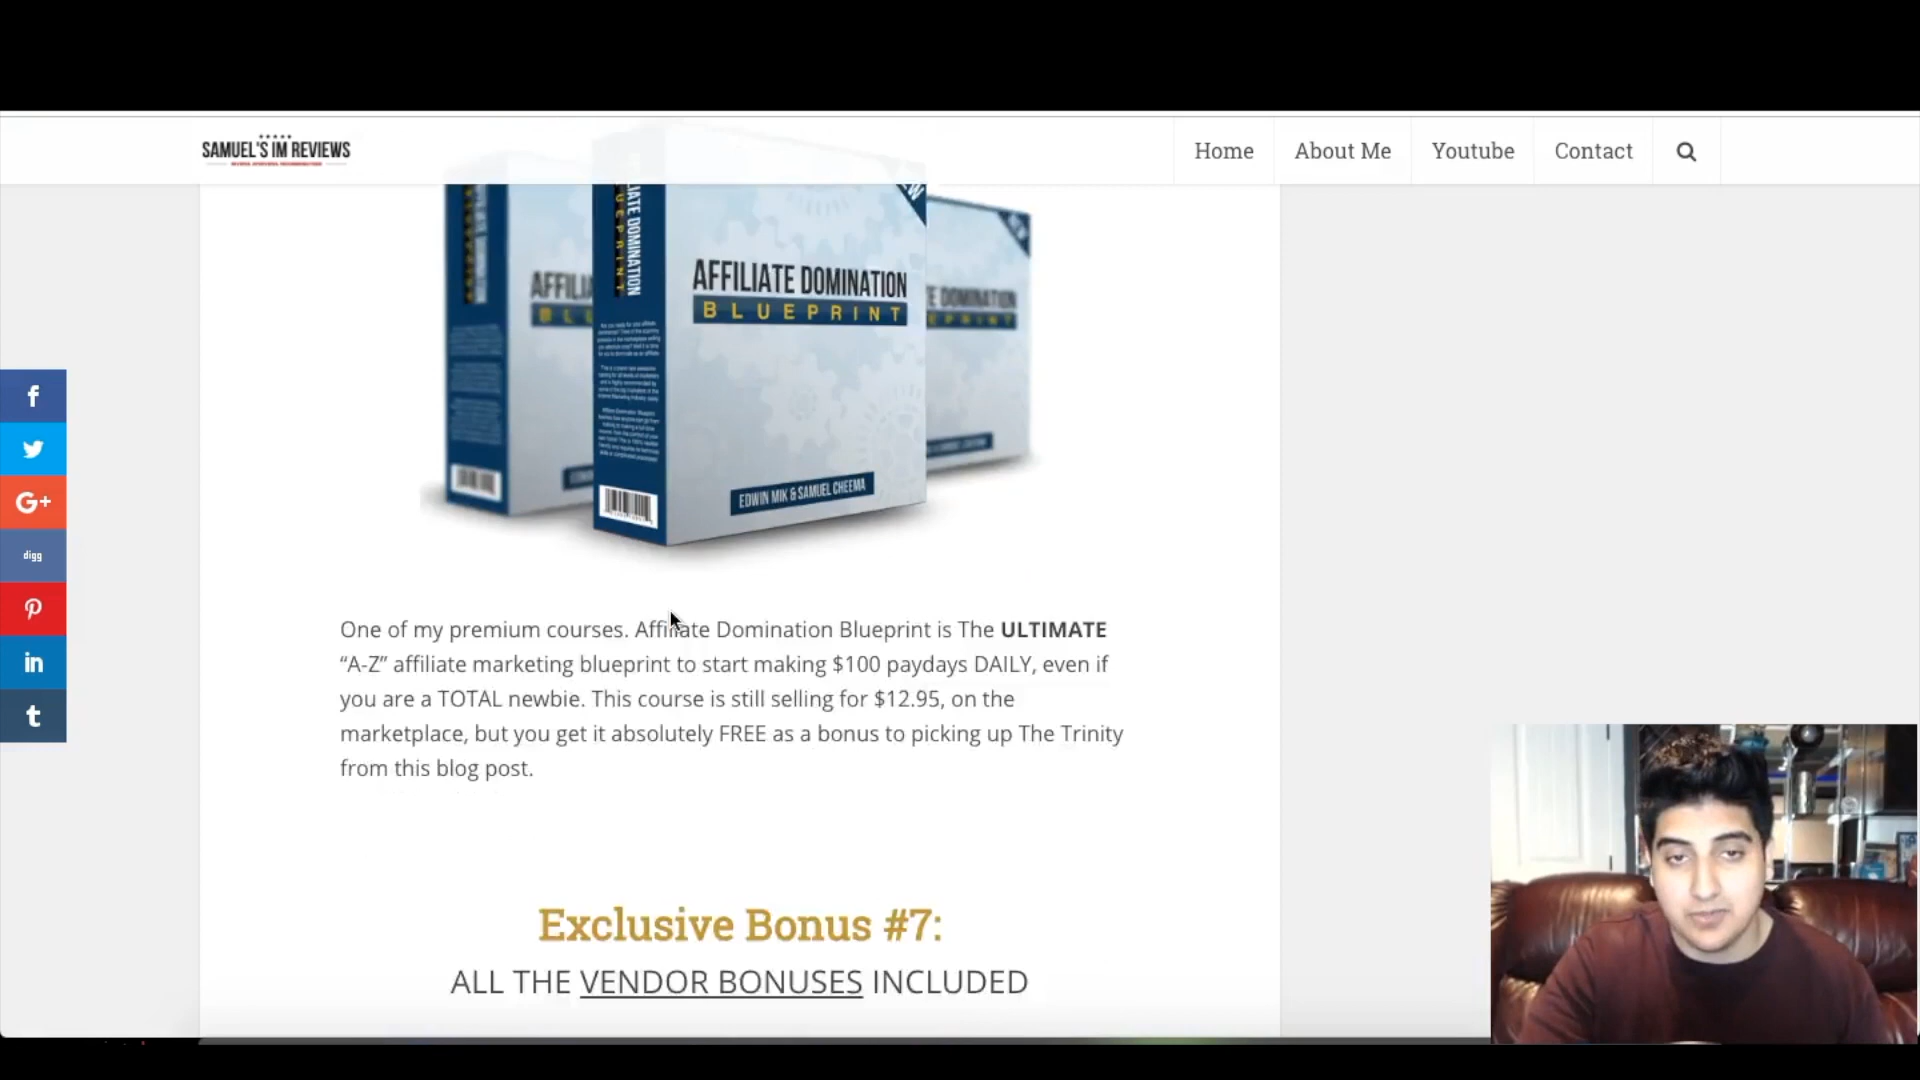 SAMUEL'S IM REVIEWS
Home
About Me
Youtube
Contact
AFFILIATE DOMINATION
BLUEPRINT
EDWIN MIK & SAMUEL CHEEMA
f
G+
digg
in
t
One of my premium courses. Affiliate Domination Blueprint is The ULTIMATE
“A-Z” affiliate marketing blueprint to start making $100 paydays DAILY, even if
you are a TOTAL newbie. This course is still selling for $12.95, on the
marketplace, but you get it absolutely FREE as a bonus to picking up The Trinity
from this blog post.
Exclusive Bonus #7:
ALL THE VENDOR BONUSES INCLUDED